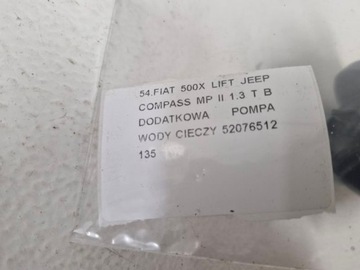 54.FIAT 500X LIFT JEEP
COMPASS MP II 1.3 T B
DODATKOWA POMPA
WODY CIECZY 52076512
135